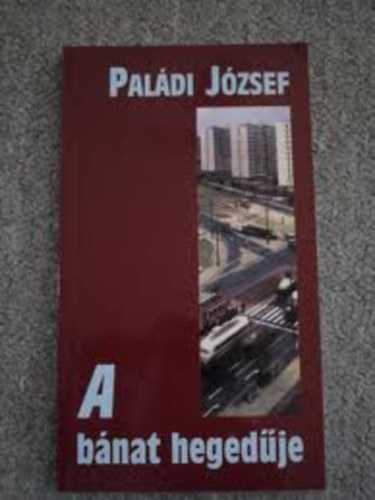 PALÁDI JÓZSEF
A
bánat hegedűje